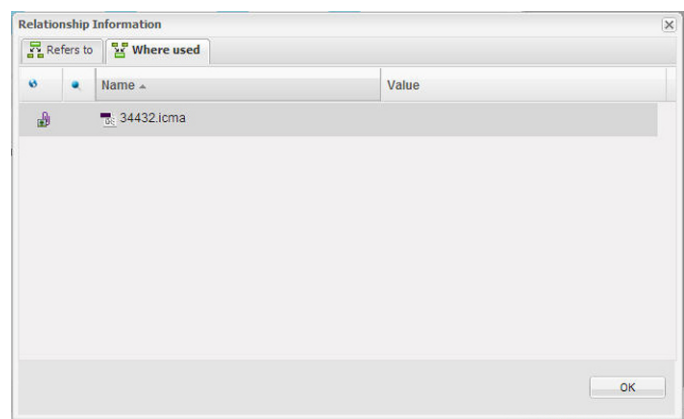 Relationship Information
Refers to
Where used
Name
Value
34432.icma
OK